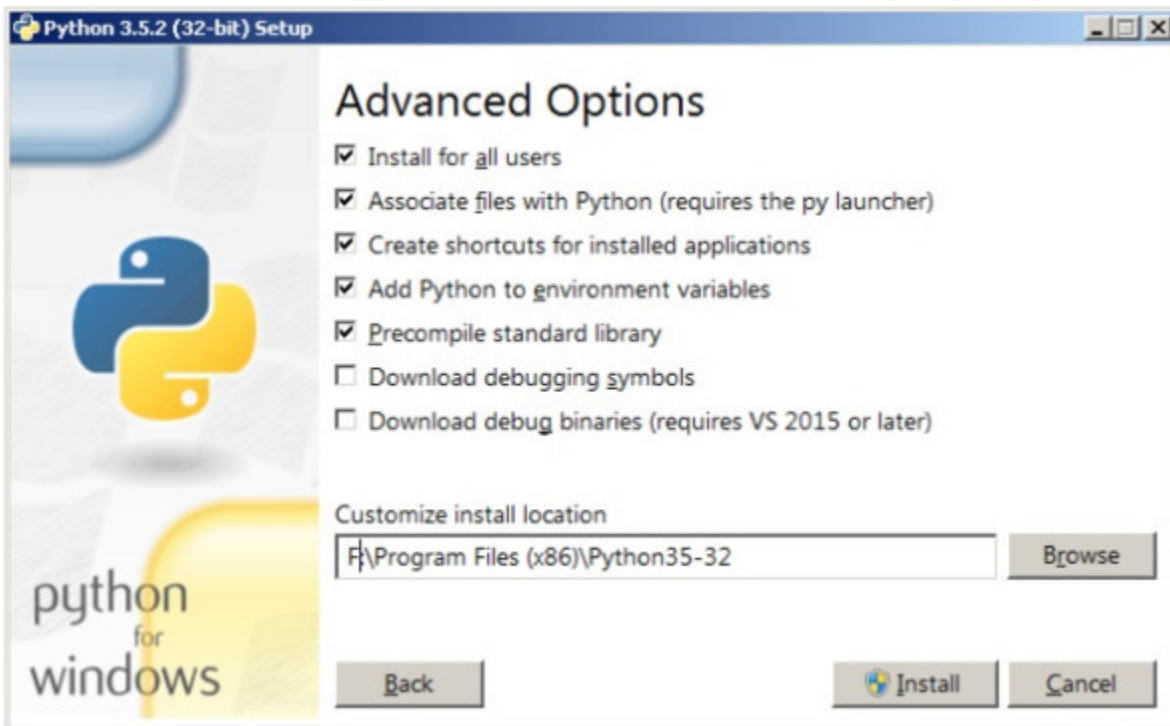 Python 3.5.2 (32-bit) Setup
Advanced Options
Install for all users
Associate files with Python (requires the py launcher)
Create shortcuts for installed applications
Add Python to environment variables
Precompile standard library
Download debugging symbols
Download debug binaries (requires VS 2015 or later)
Customize install location
F:\Program Files (x86)\Python35-32
Browse
python
for
windows
Back
Install
Cancel